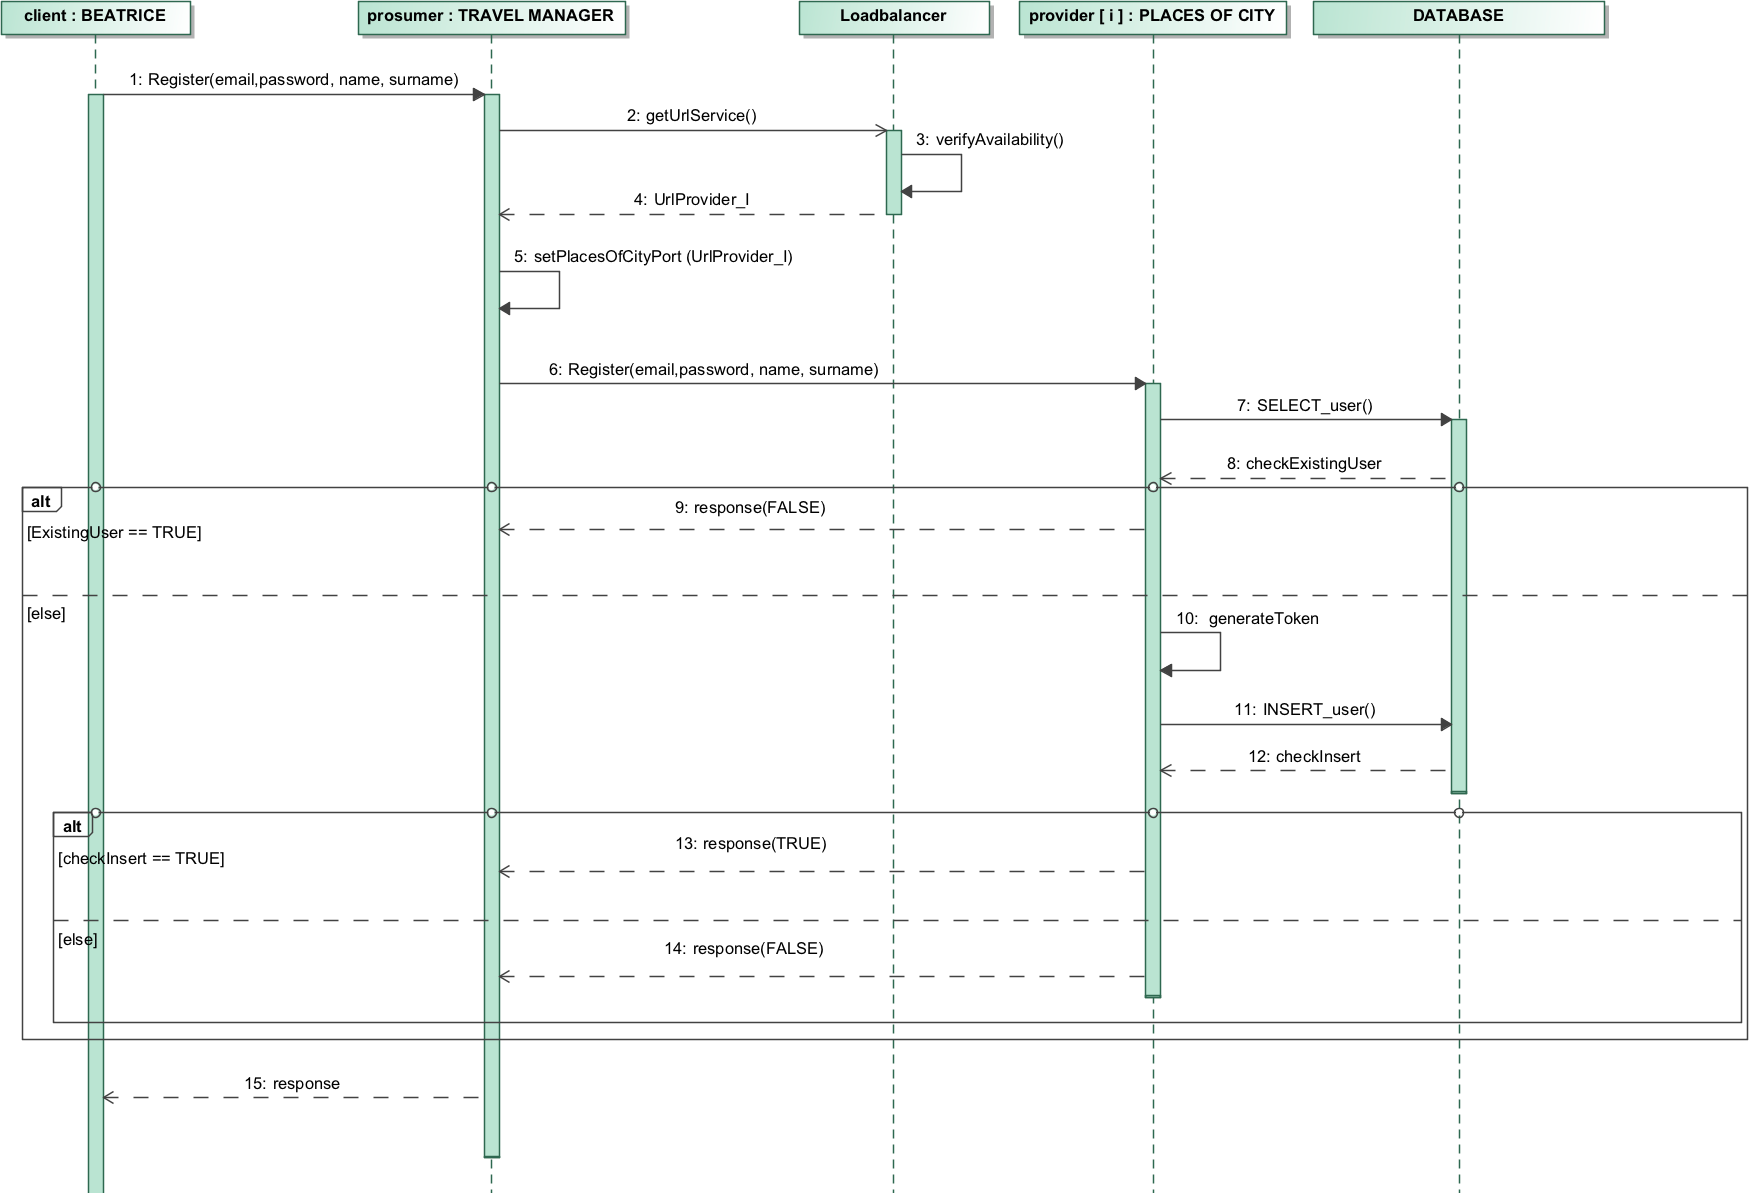 client : BEATRICE
prosumer : TRAVEL MANAGER
Loadbalancer
provider [ i ] : PLACES OF CITY
DATABASE
1: Register(email,password, name, surname)
2: getUrlService()
3: verifyAvailability()
4: UrlProvider_I
5: setPlacesOfCityPort (UrlProvider_I)
6: Register(email,password, name, surname)
7: SELECT_user()
8: checkExistingUser
alt
9: response(FALSE)
[ExistingUser == TRUE]
[else]
10: generateToken
11: INSERT_user()
12: checkInsert
alt
13: response(TRUE)
[checkInsert == TRUE]
[else]
14: response(FALSE)
15: response